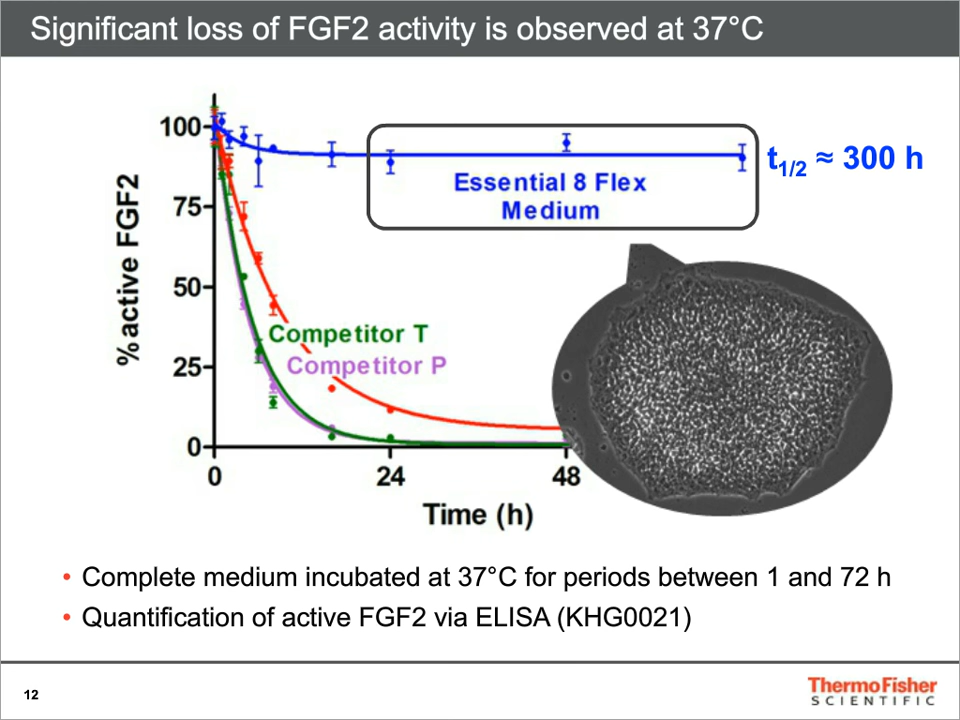 Significant loss of FGF2 activity is observed at 37°C
% active FGF2
100
75
50
25
0
Essential 8 Flex
Medium
t1/2 ≈ 300 h
Competitor T
Competitor P
0
24
48
Time (h)
• Complete medium incubated at 37°C for periods between 1 and 72 h
• Quantification of active FGF2 via ELISA (KHG0021)
12
ThermoFisher
SCIENTIFIC